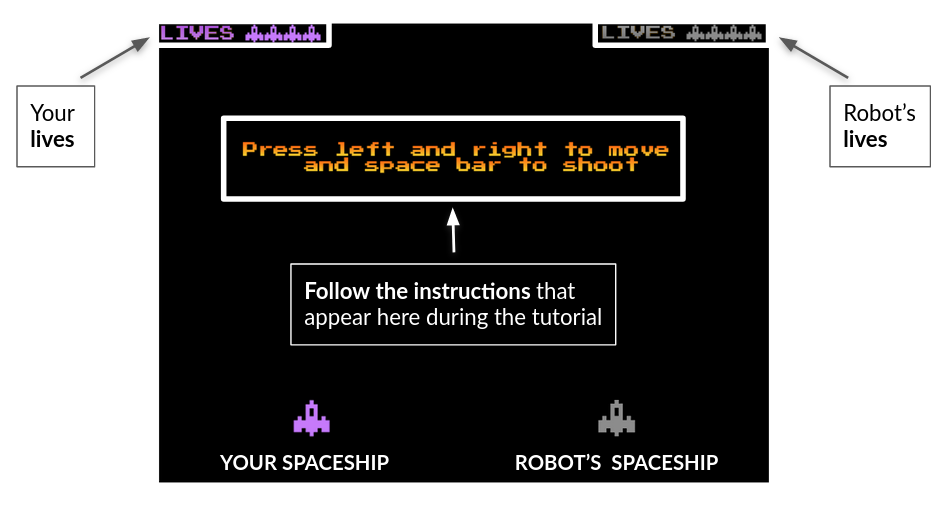 LIVES
LIVES
Your
lives
Robot's
lives
Press left and right to move
and space bar to shoot
Follow the instructions that
appear here during the tutorial
YOUR SPACESHIP
ROBOT'S SPACESHIP